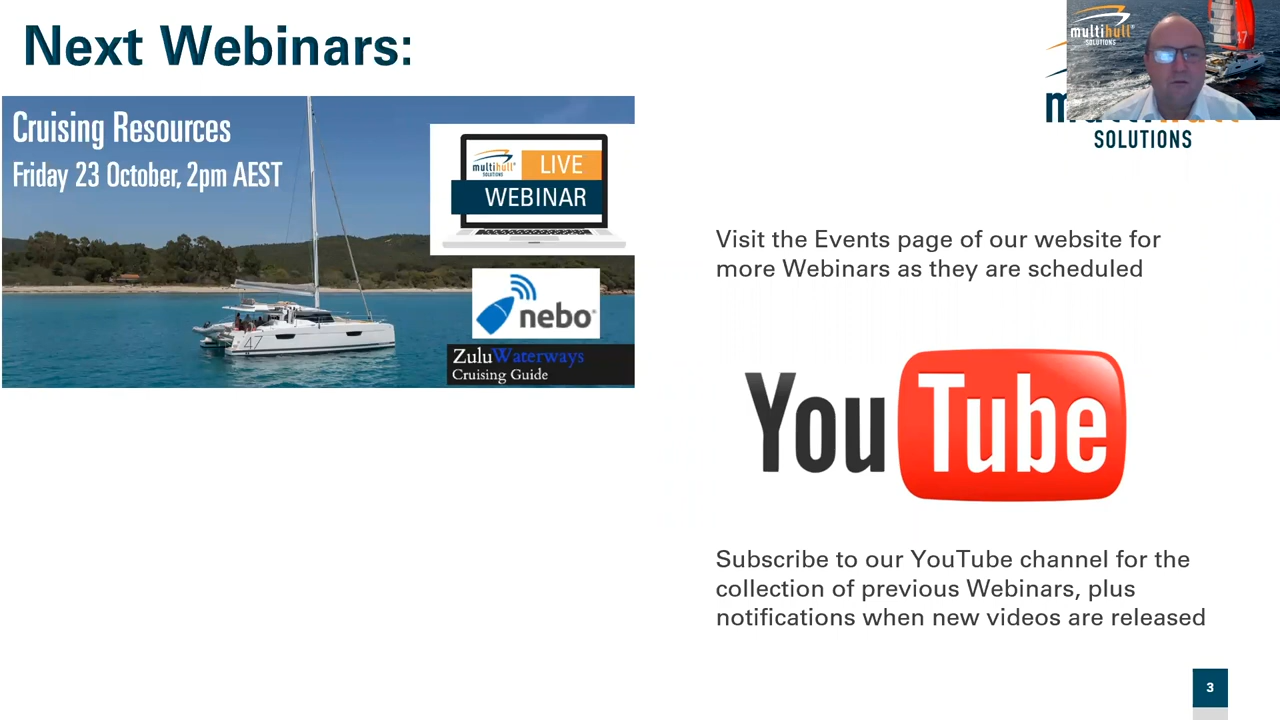 Next Webinars:
Cruising Resources
Friday 23 October, 2pm AEST
multihull
SOLUTIONS
LIVE
WEBINAR
nebo
ZuluWaterways
Cruising Guide
47
multihull
SOLUTIONS
47
SOLUTIONS
Visit the Events page of our website for
more Webinars as they are scheduled
YouTube
Subscribe to our YouTube channel for the
collection of previous Webinars, plus
notifications when new videos are released
3